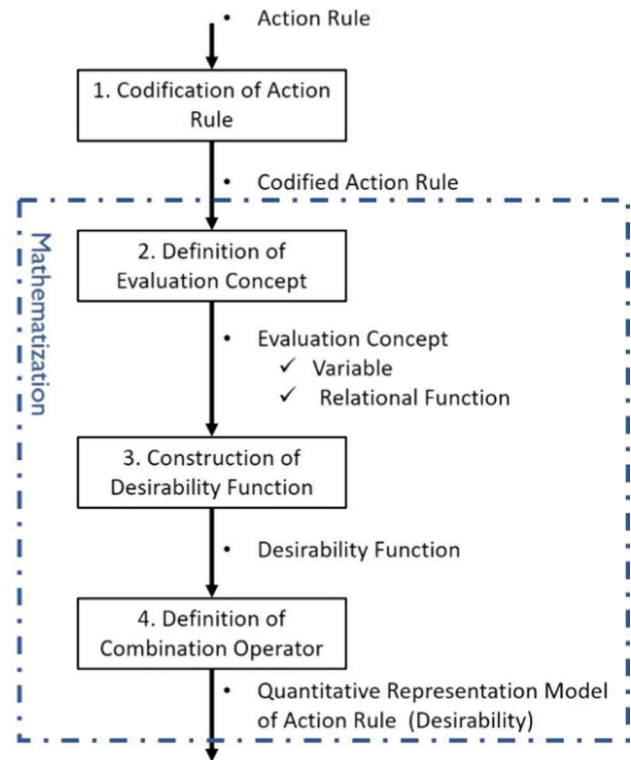 • Action Rule
1. Codification of Action
Rule
• Codified Action Rule
Mathematization
2. Definition of
Evaluation Concept
• Evaluation Concept
✓ Variable
✓ Relational Function
3. Construction of
Desirability Function
• Desirability Function
4. Definition of
Combination Operator
• Quantitative Representation Model
of Action Rule (Desirability)